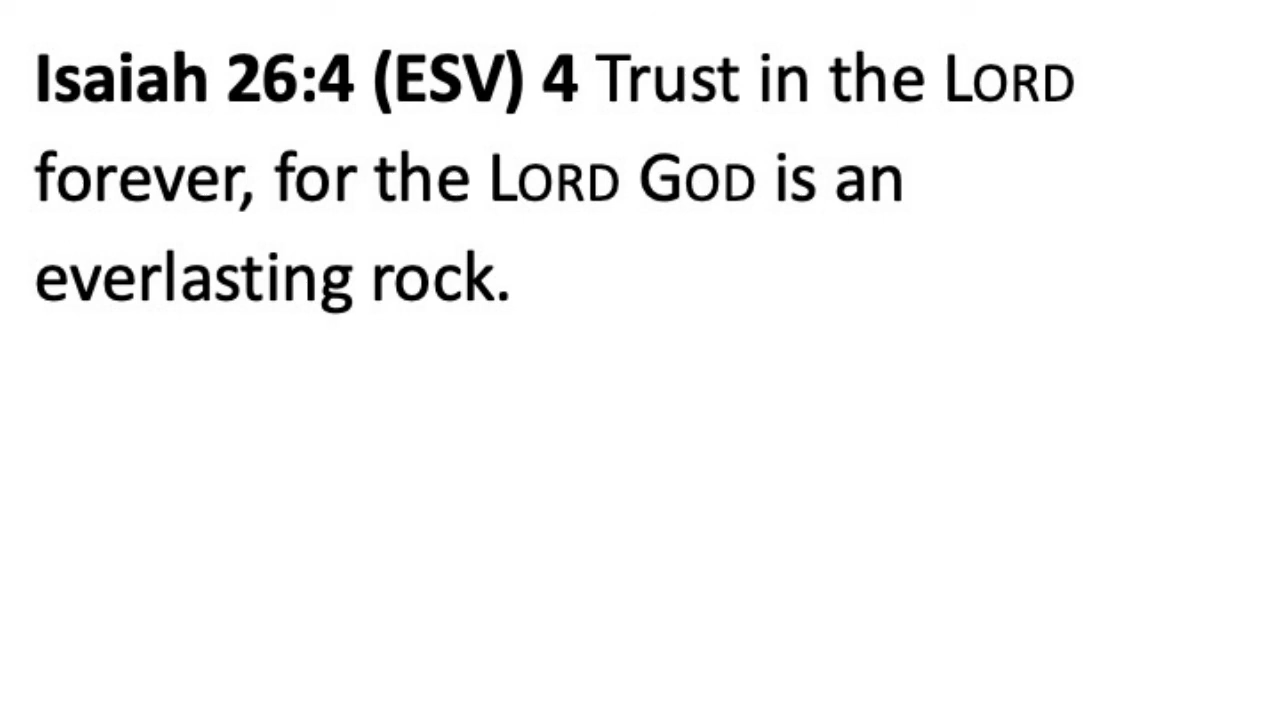 Isaiah 26:4 (ESV) 4 Trust in the LORD
forever, for the LORD GOD is an
everlasting rock.